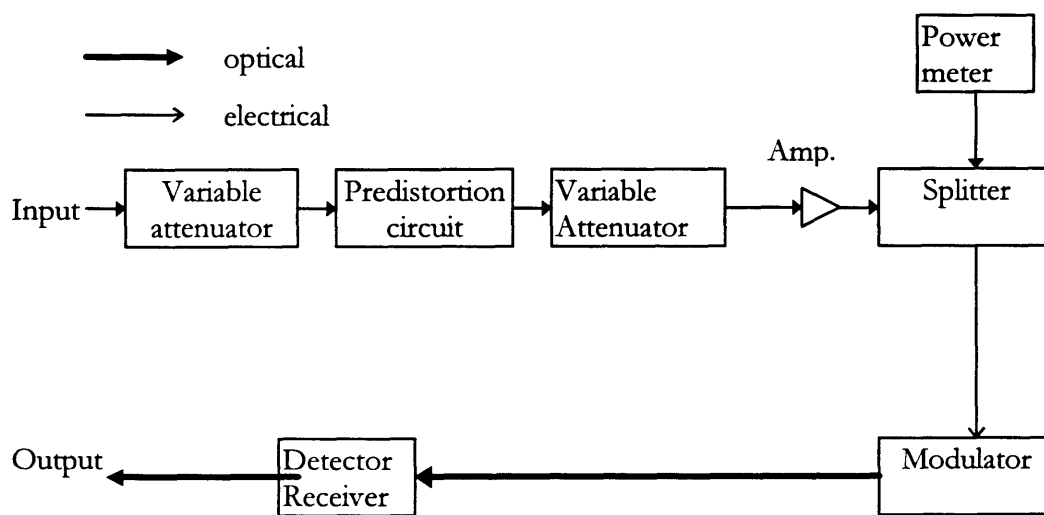 optical
electrical
Power
meter
Amp.
Input
Variable
attenuator
Predistortion
circuit
Variable
Attenuator
Splitter
Output
Detector
Receiver
Modulator